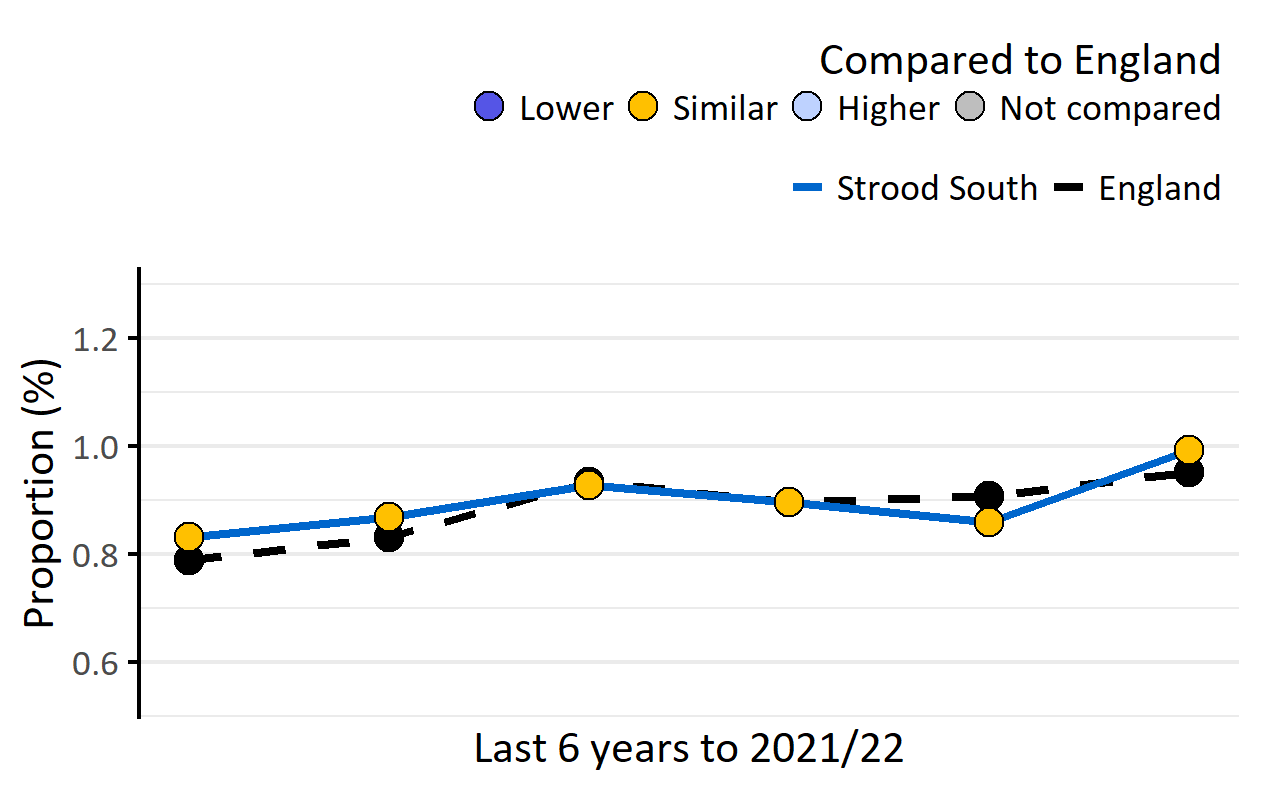 Compared to England
Lower Similar Higher Not compared
Strood South England
Proportion (%)
1.2
1.0
0.8
0.6
Last 6 years to 2021/22